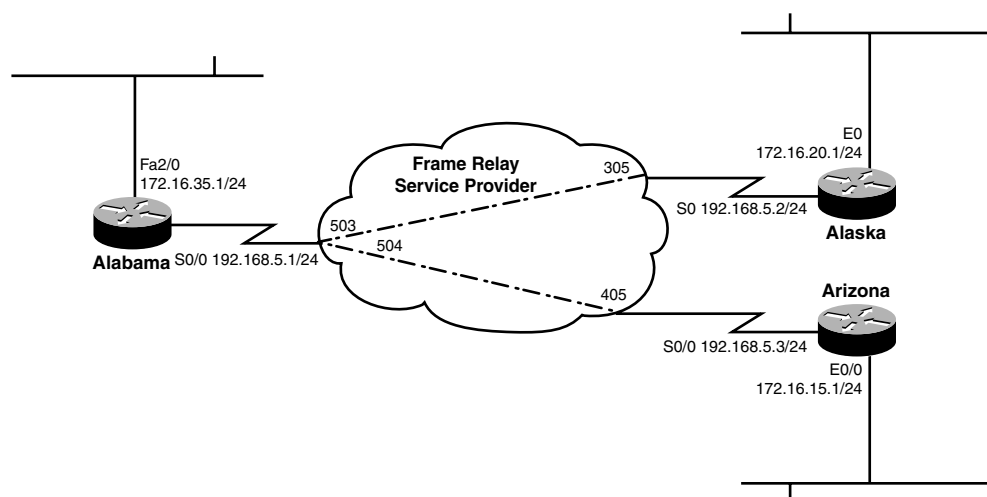 Fa2/0
172.16.35.1/24
Alabama
S0/0 192.168.5.1/24
Frame Relay
Service Provider
503
504
305
405
E0
172.16.20.1/24
S0 192.168.5.2/24
Alaska
Arizona
S0/0 192.168.5.3/24
E0/0
172.16.15.1/24